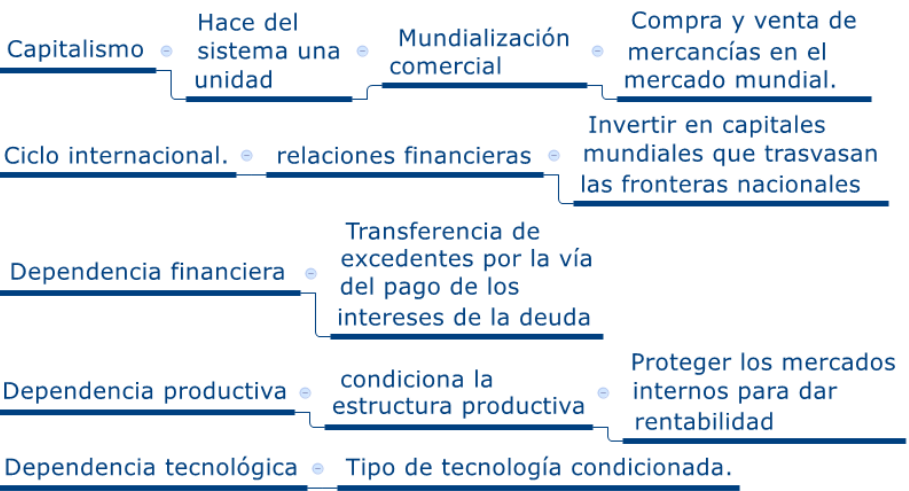 Capitalismo
Hace del
sistema una
unidad
Mundialización
comercial
Compra y venta de
mercancías en el
mercado mundial.
Ciclo internacional.
relaciones financieras
Invertir en capitales
mundiales que trasvasan
las fronteras nacionales
Dependencia financiera
Transferencia de
excedentes por la vía
del pago de los
intereses de la deuda
Dependencia productiva
condiciona la
estructura productiva
Proteger los mercados
internos para dar
rentabilidad
Dependencia tecnológica
Tipo de tecnología condicionada.